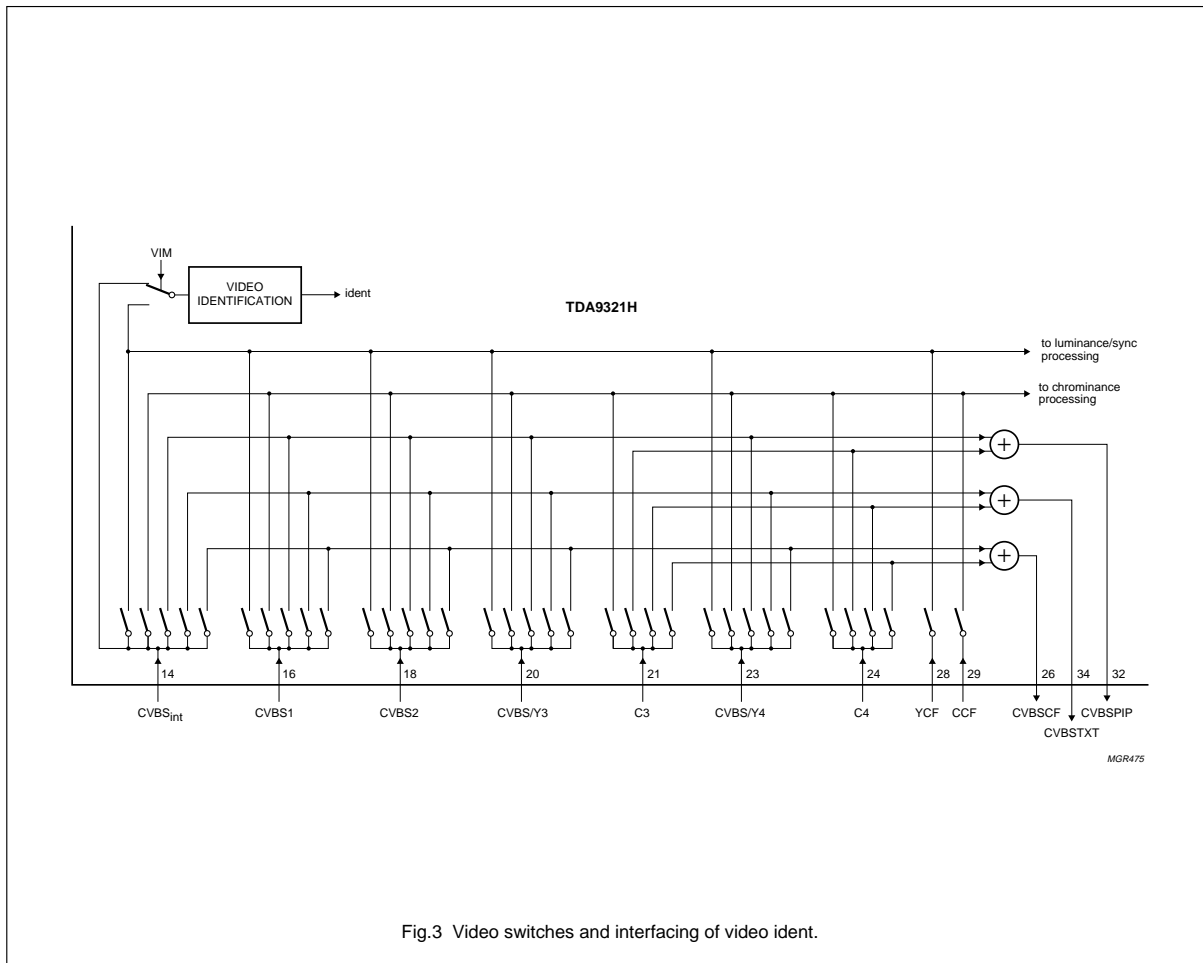 VIM
VIDEO
IDENTIFICATION
ident
TDA9321H
to luminance/sync
processing
to chrominance
processing
+
+
+
14 16 18 20 21 23 24 28 29 26 34 32
CVBSint CVBS1 CVBS2 CVBS/Y3 C3 CVBS/Y4 C4 YCF CCF CVBSCF CVBSPIP
CVBSTXT
MGR475
Fig.3 Video switches and interfacing of video ident.